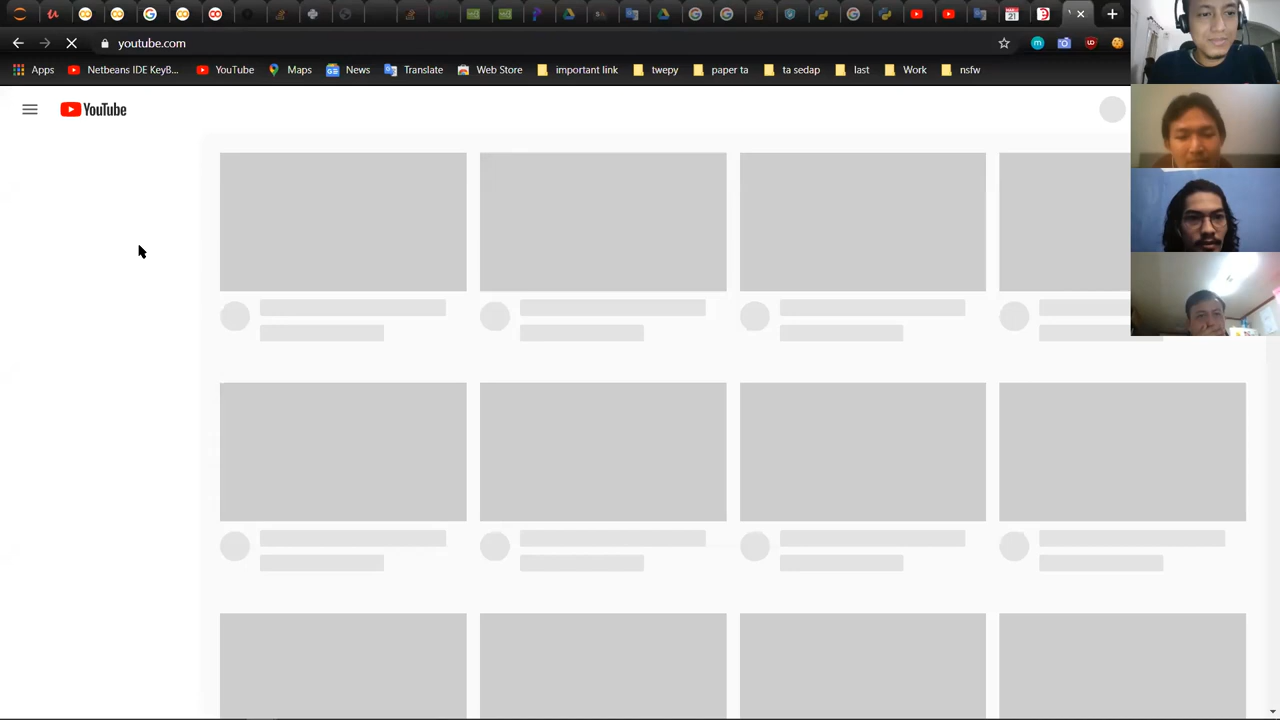 youtube.com
Apps
Netbeans IDE KeyB...
YouTube
Maps
News
Translate
Web Store
important link
twepy
paper ta
ta sedap
last
Work
nsfw
YouTube